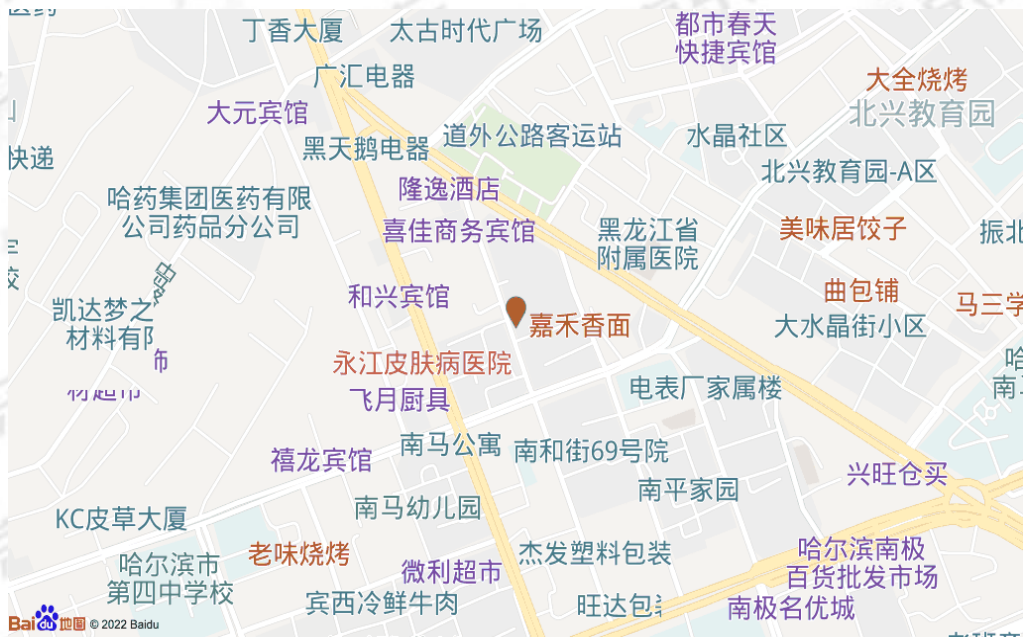 丁香大厦
太古时代广场
都市春天
快捷宾馆
广汇电器
大全烧烤
大元宾馆
北兴教育园
黑天鹅电器
道外公路客运站
水晶社区
快递
北兴教育园-A区
隆逸酒店
哈药集团医药有限
公司药品分公司
喜佳商务宾馆
黑龙江省
附属医院
美味居饺子
振北
凯达梦之
材料有限
和兴宾馆
曲包铺
马三学
嘉禾香面
大水晶街小区
永江皮肤病医院
哈
南
飞月厨具
电表厂家属楼
南马公寓
南和街69号院
禧龙宾馆
兴旺仓买
南平家园
南马幼儿园
KC皮草大厦
哈尔滨市
第四中学校
老味烧烤
微利超市
杰发塑料包装
哈尔滨南极
百货批发市场
宾西冷鲜牛肉
旺达包
南极名优城
Bai du 地图 © 2022 Baidu